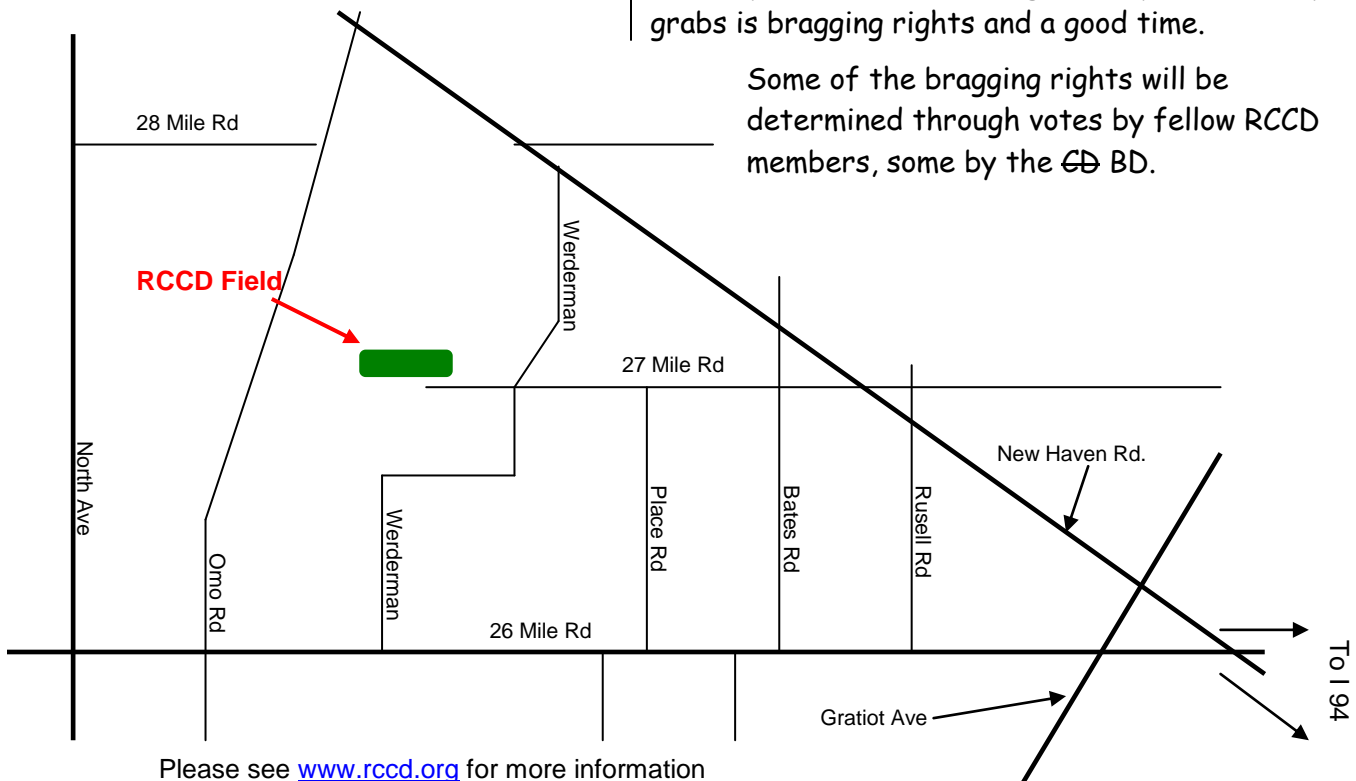 grabs is bragging rights and a good time.
Some of the bragging rights will be
determined through votes by fellow RCCD
members, some by the CD BD.
28 Mile Rd
Werderman
RCCD Field
27 Mile Rd
North Ave
New Haven Rd.
Place Rd
Bates Rd
Rusell Rd
Werderman
Omo Rd
26 Mile Rd
To I 94
Gratiot Ave
Please see www.rccd.org for more information